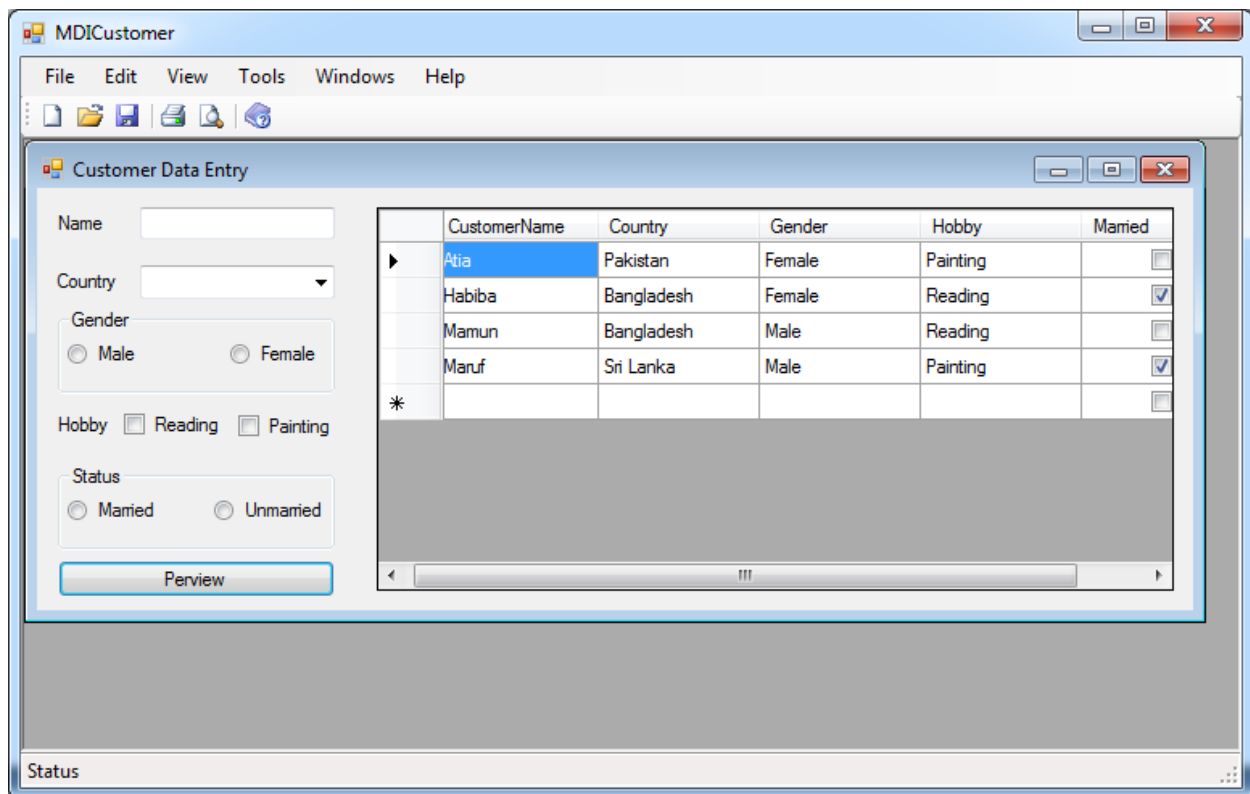 MDICustomer
File Edit View Tools Windows Help
Customer Data Entry
Name
Country
Gender
Male Female
Hobby Reading Painting
Status
Married Unmarried
Perview
CustomerName Country Gender Hobby Married
Atia Pakistan Female Painting
Habiba Bangladesh Female Reading
Mamun Bangladesh Male Reading
Maruf Sri Lanka Male Painting
Status